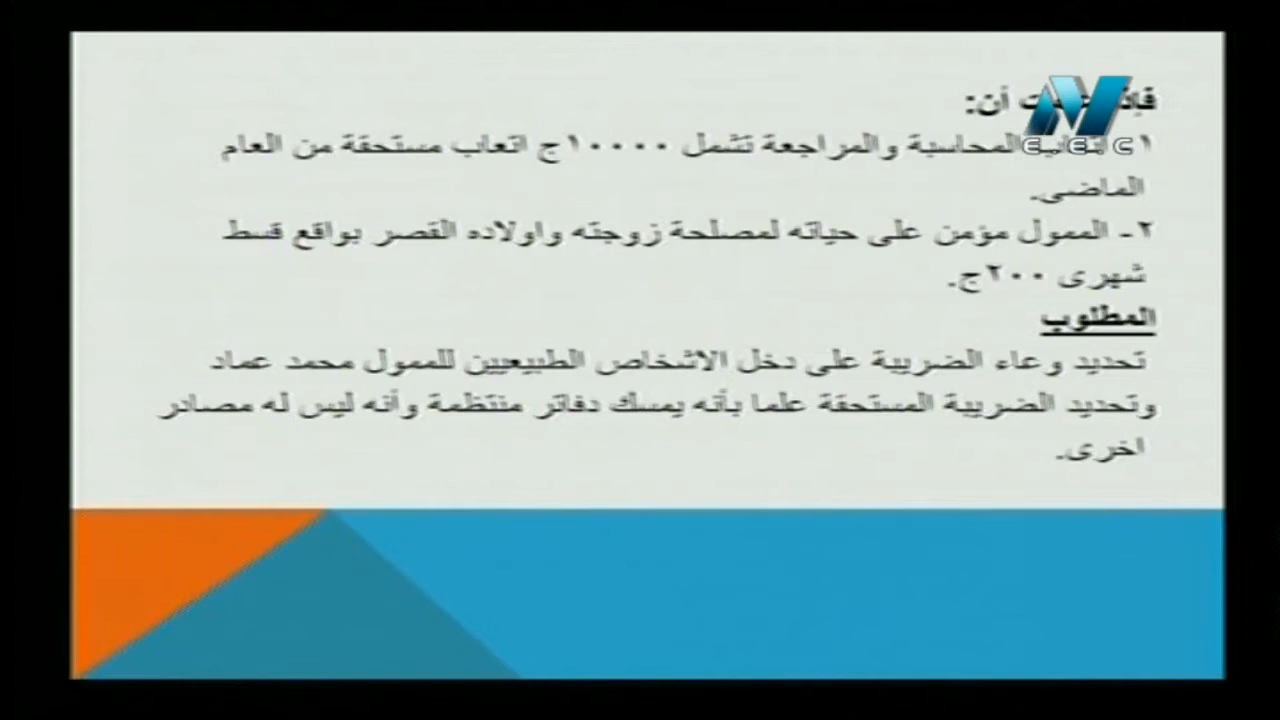 أن:
المحاسبة والمراجعة تشمل ١٠٠٠٠ج اتعاب مستحقة من العام
الماضى.
٢- الممول مؤمن على حياته لمصلحة زوجته واولاده القصر بواقع قسط
شهرى ٢٠٠ج.
المطلوب
تحديد وعاء الضريبة على دخل الاشخاص الطبيعيين للممول محمد عماد
وتحديد الضريبة المستحقة علما بأنه يمسك دفاتر منتظمة وأنه ليس له مصادر
اخرى.
E.E.C